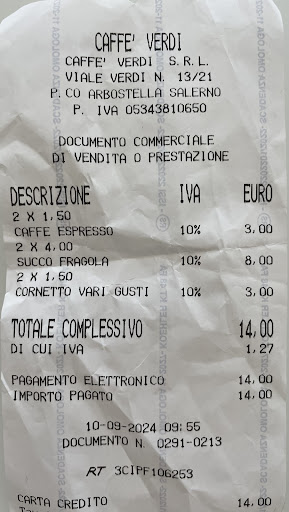 CAFFE' VERDI
CAFFE' VERDI S.R.L.
VIALE VERDI N. 13/21
P.CO ARBOSTELLA SALERNO
P. IVA 05343810650
DOCUMENTO COMMERCIALE
DI VENDITA O PRESTAZIONE
DESCRIZIONE IVA EURO
2 X 1,50
CAFFE ESPRESSO 10% 3,00
2 X 4,00
SUCCO FRAGOLA 10% 8,00
2 X 1,50
CORNETTO VARI GUSTI 10% 3,00
TOTALE COMPLESSIVO 14,00
DI CUI IVA 1,27
PAGAMENTO ELETTRONICO 14,00
IMPORTO PAGATO 14,00
10-09-2024 09:55
DOCUMENTO N. 0291-0213
RT 3CIPF106253
CARTA CREDITO 14,00